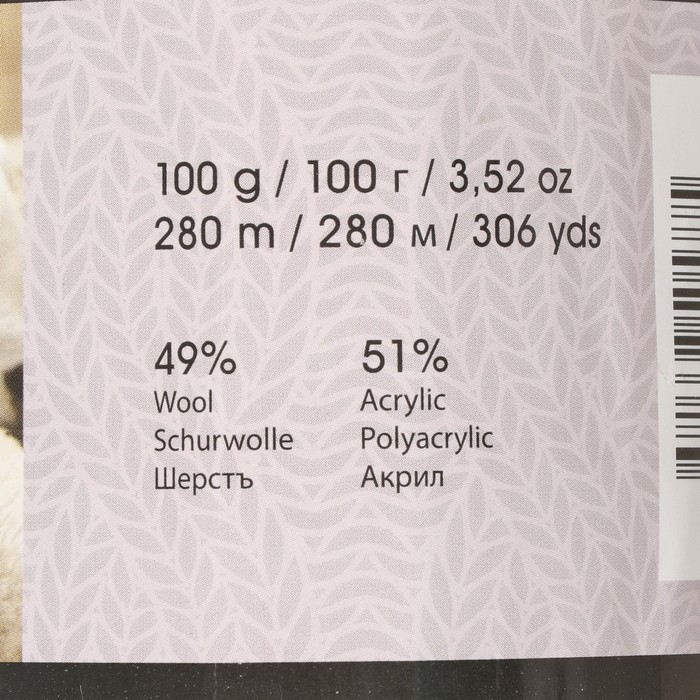 100 g / 100 г / 3,52 oz
280 m / 280 м / 306 yds
49%
Wool
Schurwolle
Шерстъ
51%
Acrylic
Polyacrylic
Акрил